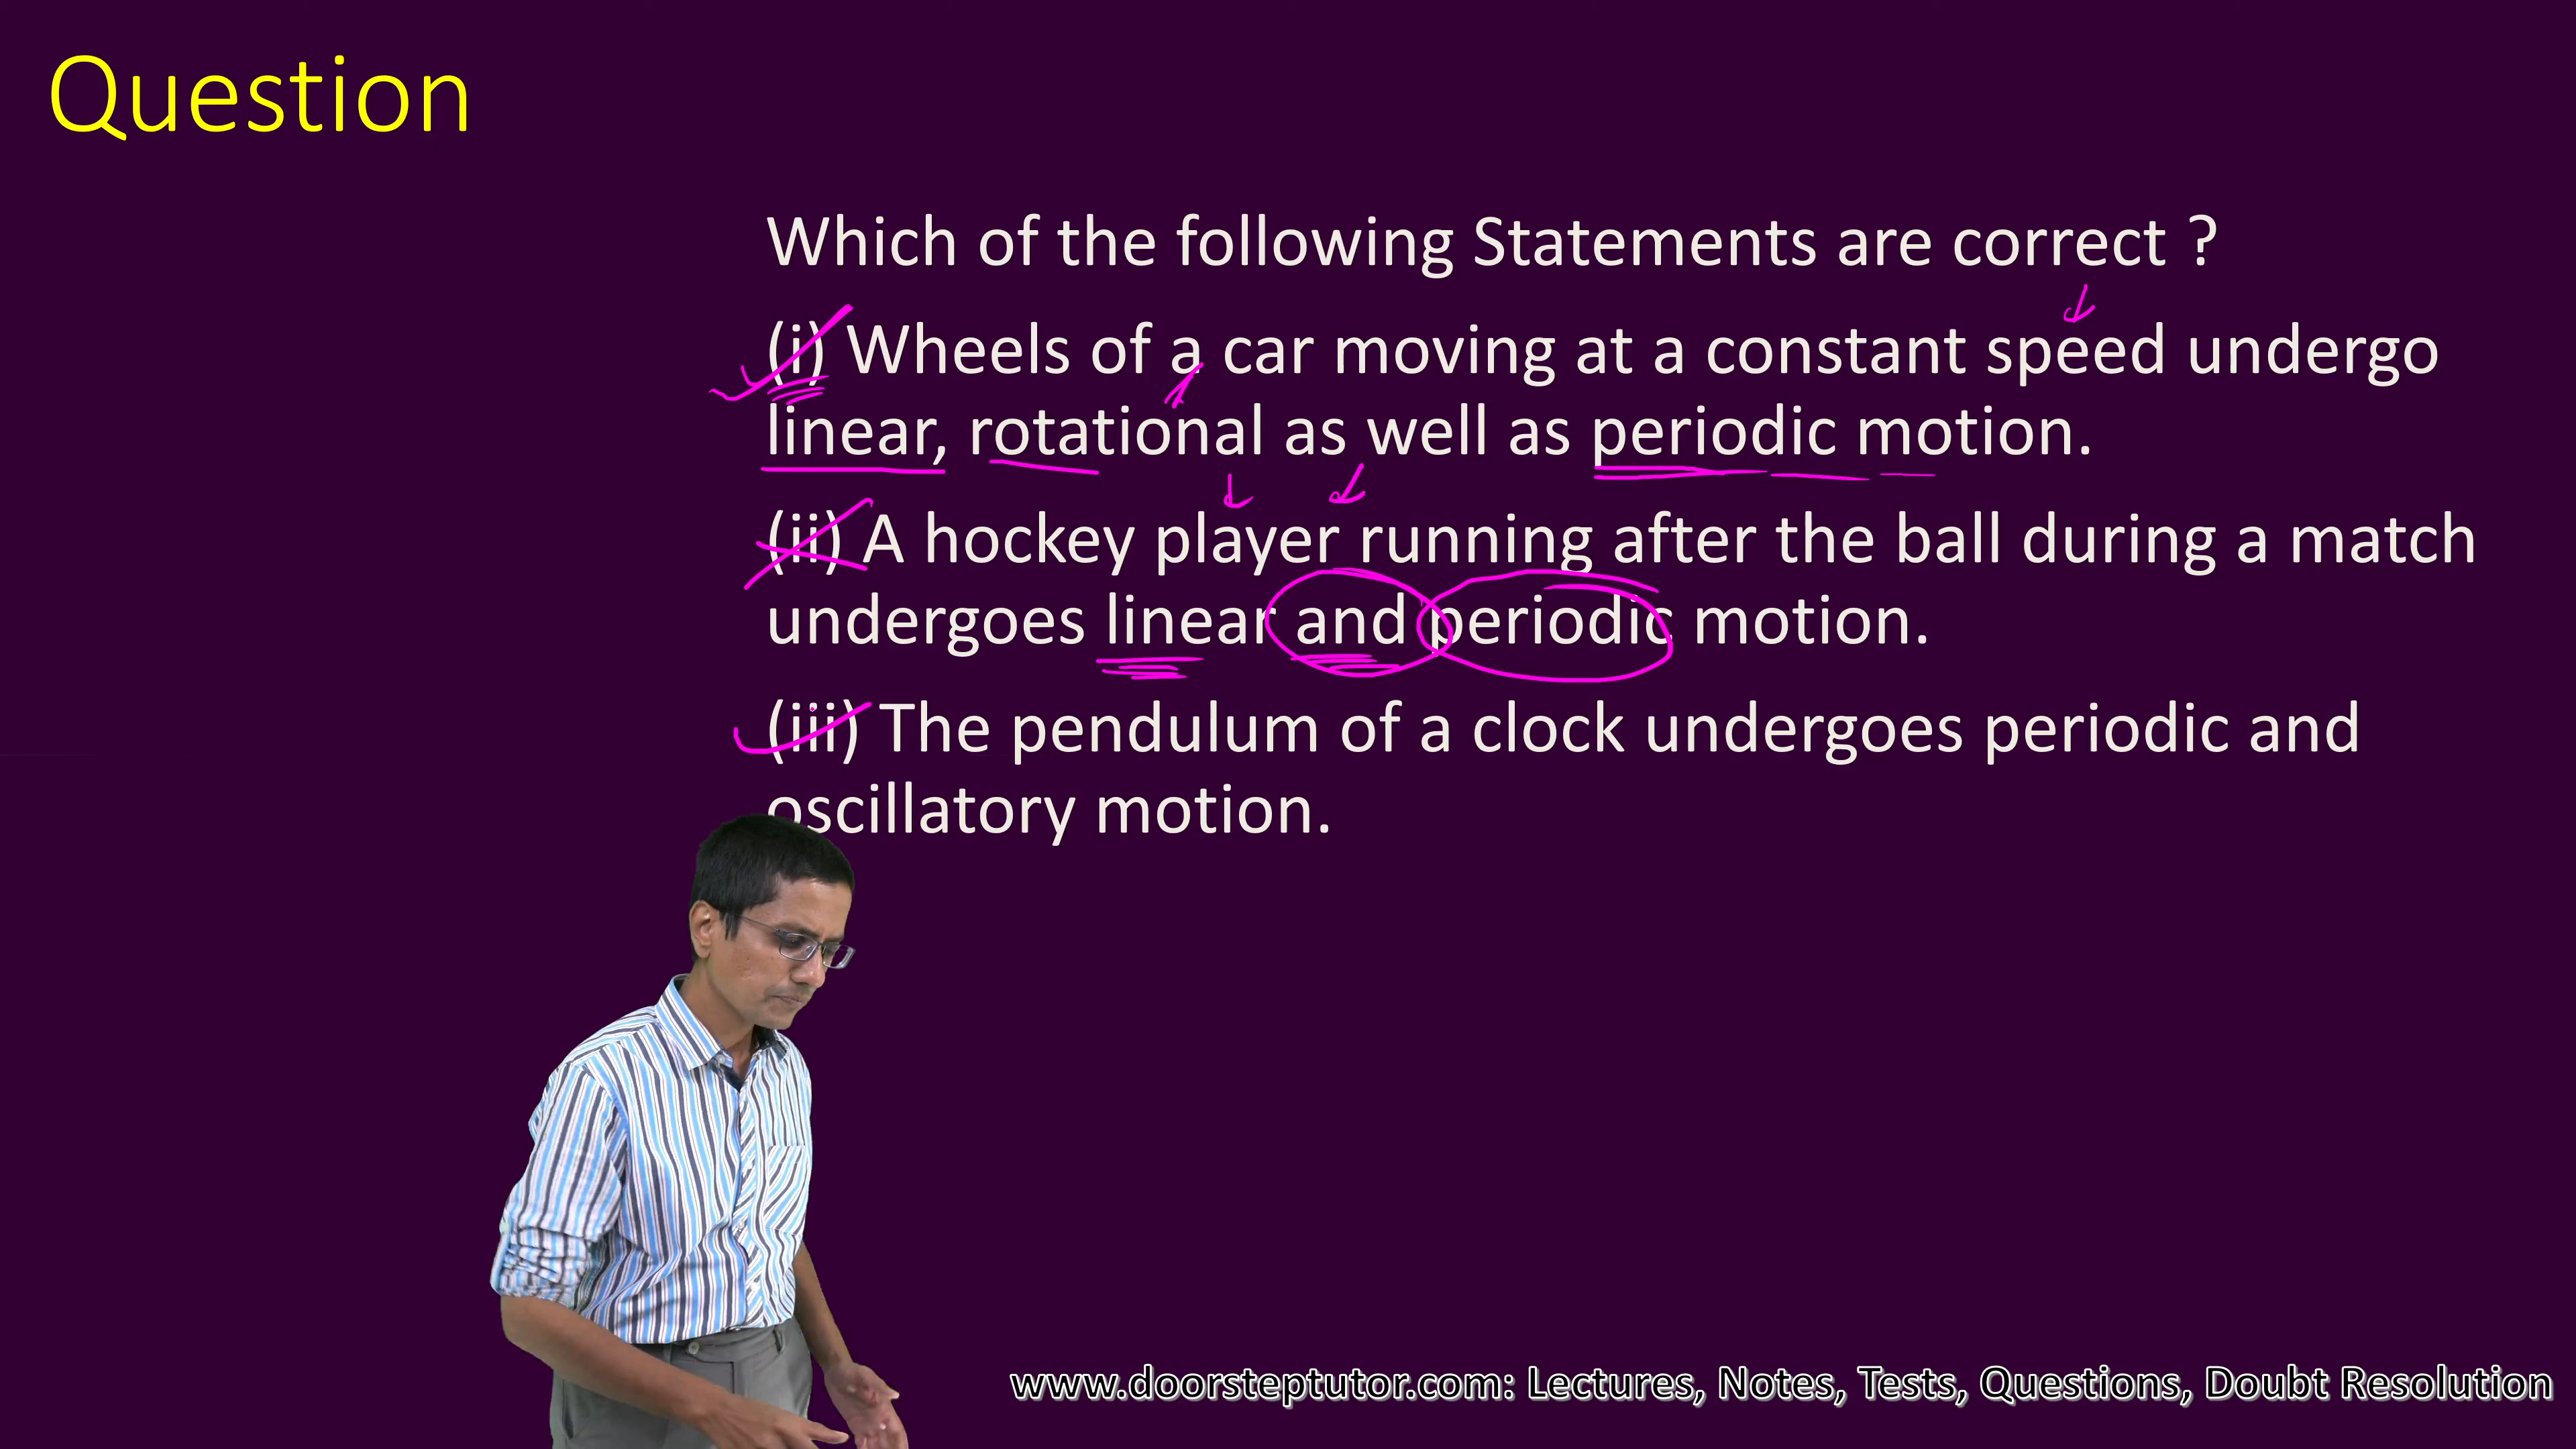 Question
Which of the following Statements are correct ?
(i) Wheels of a car moving at a constant speed undergo
linear, rotational as well as periodic motion.
(ii) A hockey player running after the ball during a match
undergoes linear and periodic motion.
(iii) The pendulum of a clock undergoes periodic and
oscillatory motion.
www.doorsteptutor.com: Lectures, Notes, Tests, Questions, Doubt Resolution